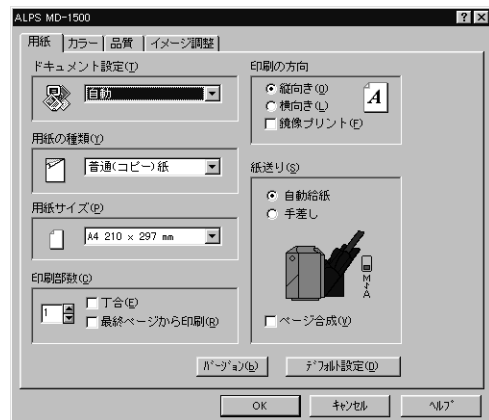 ALPS MD-1500
用紙 カラー 品質 イメージ調整
ドキュメント設定(T)
自動
用紙の種類(Y)
普通(コピー)紙
用紙サイズ(P)
A4 210 x 297 mm
印刷部数(C)
1
丁合(E)
最終ページから印刷(R)
印刷の方向
縦向き(O)
横向き(L)
鏡像プリント(F)
A
紙送り(S)
自動給紙
手差し
M
A
ページ合成(V)
バージョン(b) デフォルト設定(D)
OK キャンセル ヘルプ